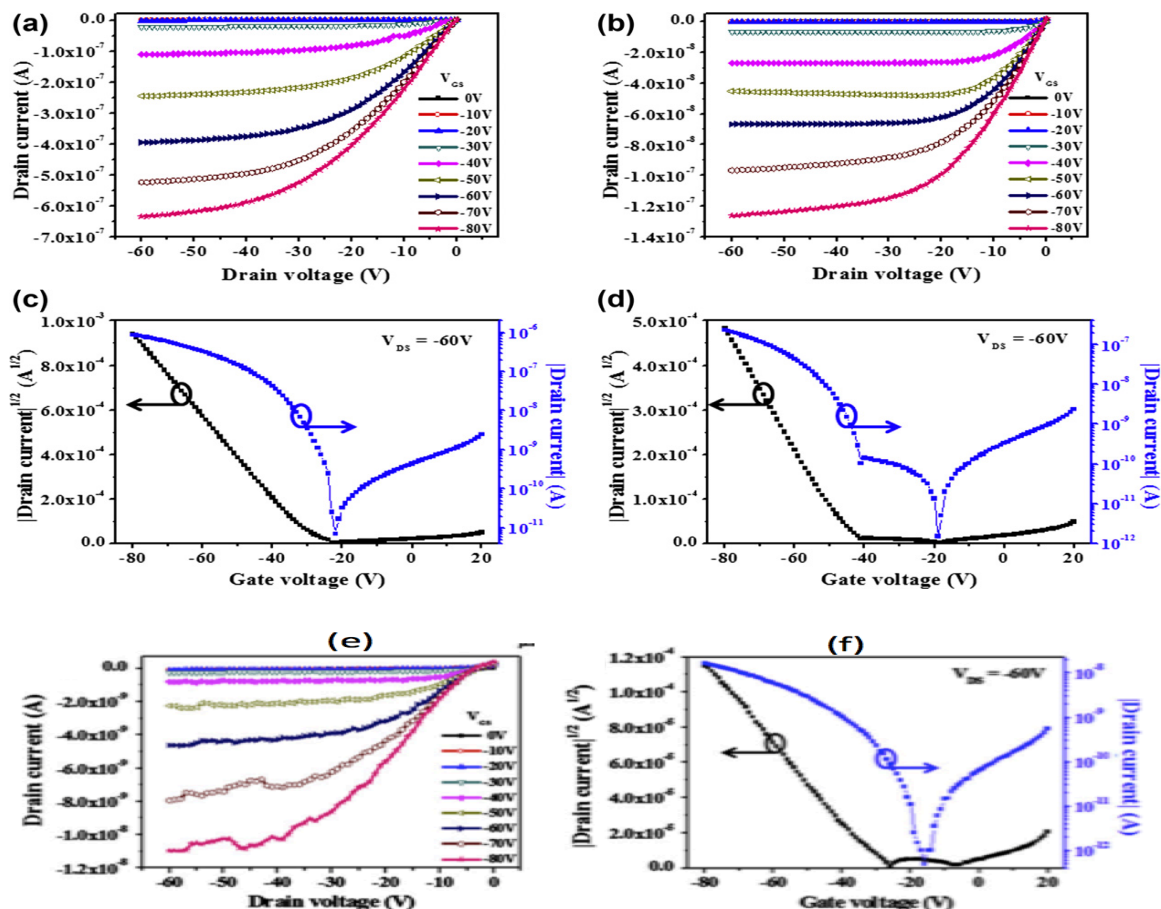 (a)
0.0
-1.0x10-7
-2.0x10-7
-3.0x10-7
-4.0x10-7
-5.0x10-7
-6.0x10-7
-7.0x10-7
Drain current (A)
VGS
0V
-10V
-20V
-30V
-40V
-50V
-60V
-70V
-80V
-60 -50 -40 -30 -20 -10 0
Drain voltage (V)
(b)
0.0
-2.0x10-8
-4.0x10-8
-6.0x10-8
-8.0x10-8
-1.0x10-7
-1.2x10-7
-1.4x10-7
Drain current (A)
VGS
0V
-10V
-20V
-30V
-40V
-50V
-60V
-70V
-80V
-60 -50 -40 -30 -20 -10 0
Drain voltage (V)
(c)
1.0x10-3
8.0x10-4
6.0x10-4
4.0x10-4
2.0x10-4
0.0
|Drain current|1/2 (A1/2)
VDS = -60V
10-6
10-7
10-8
10-9
10-10
10-11
|Drain current| (A)
-80 -60 -40 -20 0 20
Gate voltage (V)
(d)
5.0x10-4
4.0x10-4
3.0x10-4
2.0x10-4
1.0x10-4
0.0
|Drain current|1/2 (A1/2)
VDS = -60V
10-7
10-8
10-9
10-10
10-11
10-12
|Drain current| (A)
-80 -60 -40 -20 0 20
Gate voltage (V)
(e)
0.0
-2.0x10-9
-4.0x10-9
-6.0x10-9
-8.0x10-9
-1.0x10-8
-1.2x10-8
Drain current (A)
VGS
0V
-10V
-20V
-30V
-40V
-50V
-60V
-70V
-80V
-60 -50 -40 -30 -20 -10 0
Drain voltage (V)
(f)
1.2x10-4
1.0x10-4
0.0
|Drain current|1/2 (A1/2)
VDS = -60V
10-8
10-9
10-10
10-11
10-12
|Drain current| (A)
-80 -60 -40 -20 0 20
Gate voltage (V)